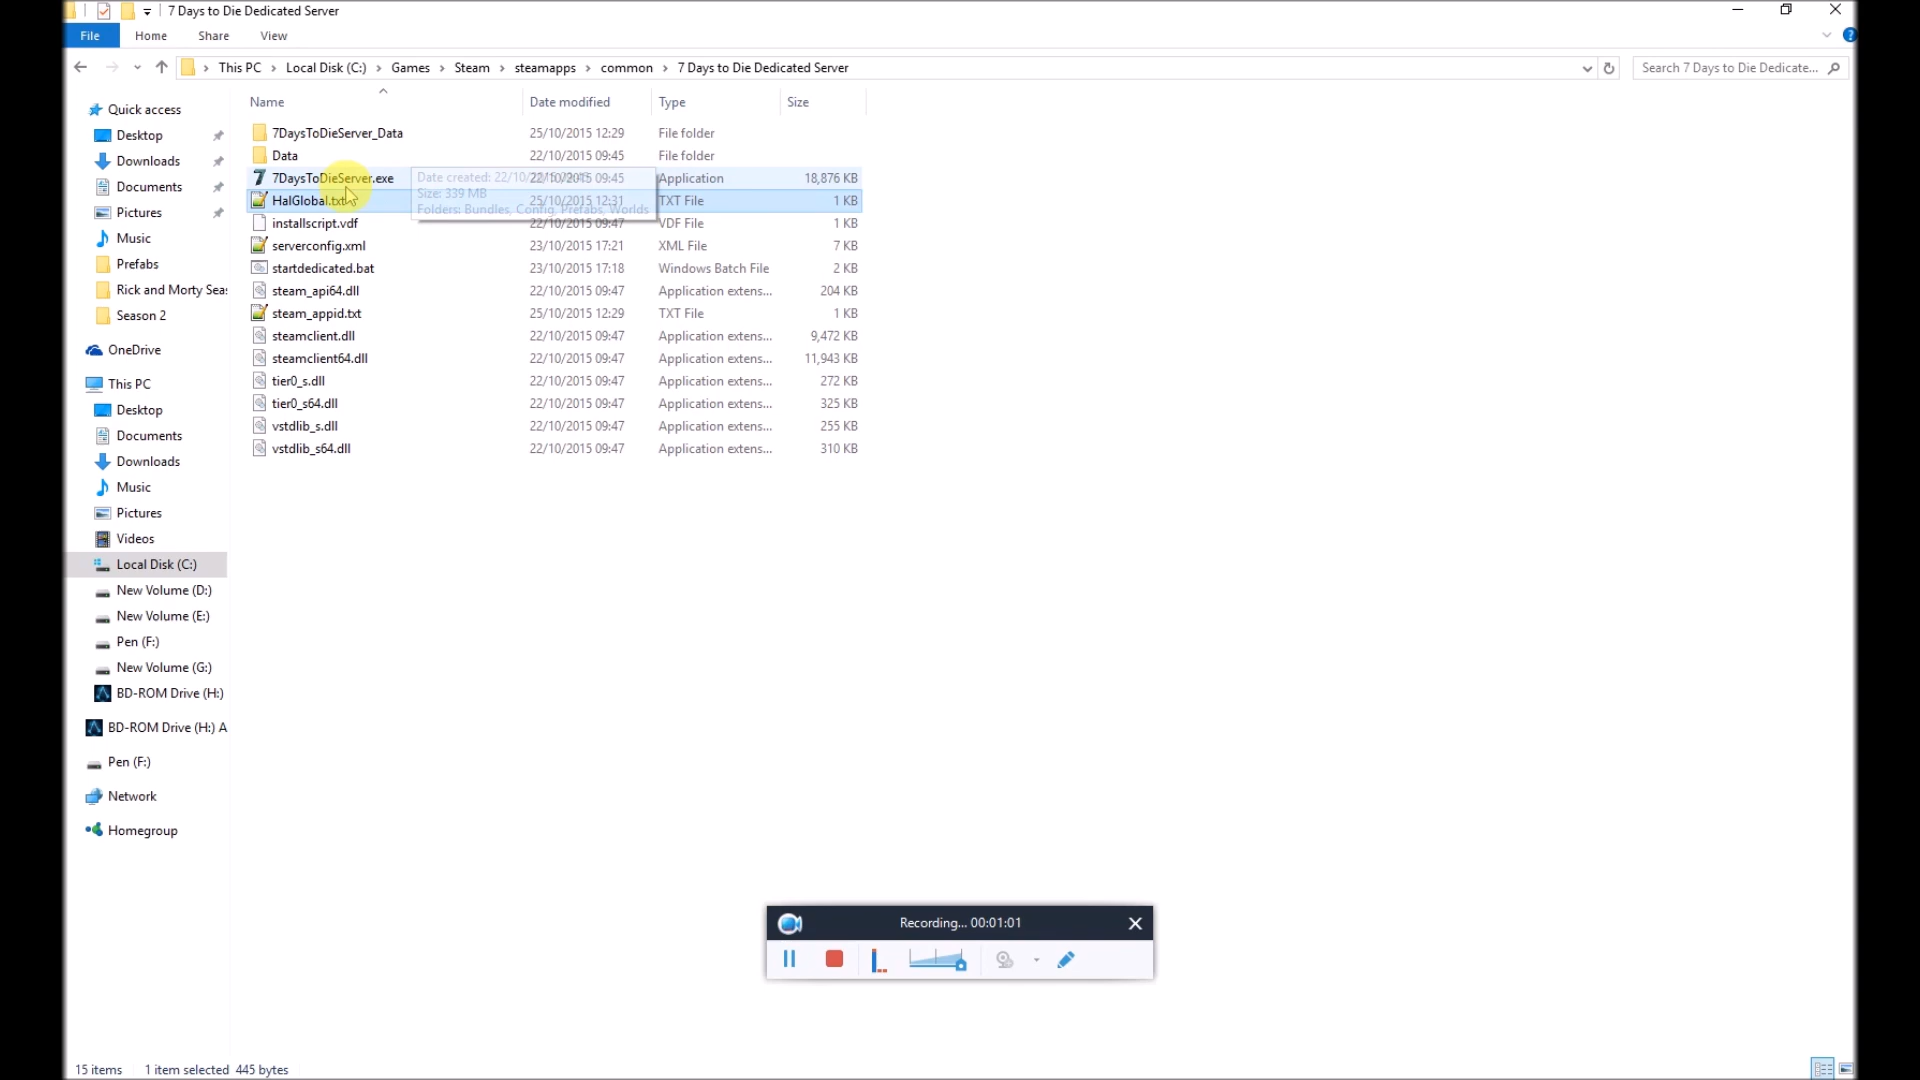 7 Days to Die Dedicated Server
File Home Share View
This PC Local Disk (C:) Games Steam steamapps common 7 Days to Die Dedicated Server
Search 7 Days to Die Dedicate...
Name Date modified Type Size
7DaysToDieServer_Data 25/10/2015 12:29 File folder
Data 22/10/2015 09:45 File folder
7DaysToDieServer.exe 22/10/2015 09:45 Application 18,876 KB
HalGlobal.txt 25/10/2015 12:31 TXT File 1 KB
installscript.vdf 22/10/2015 09:47 VDF File 1 KB
serverconfig.xml 23/10/2015 17:21 XML File 7 KB
startdedicated.bat 23/10/2015 17:18 Windows Batch File 2 KB
steam_api64.dll 22/10/2015 09:47 Application extens... 204 KB
steam_appid.txt 25/10/2015 12:29 TXT File 1 KB
steamclient.dll 22/10/2015 09:47 Application extens... 9,472 KB
steamclient64.dll 22/10/2015 09:47 Application extens... 11,943 KB
tier0_s.dll 22/10/2015 09:47 Application extens... 272 KB
tier0_s64.dll 22/10/2015 09:47 Application extens... 325 KB
vstdlib_s.dll 22/10/2015 09:47 Application extens... 255 KB
vstdlib_s64.dll 22/10/2015 09:47 Application extens... 310 KB
Date created: 22/10/
Size: 339 MB
Folders: Bundles, Config, Prefabs, Worlds
Quick access
Desktop
Downloads
Documents
Pictures
Music
Prefabs
Rick and Morty Seas
Season 2
OneDrive
This PC
Desktop
Documents
Downloads
Music
Pictures
Videos
Local Disk (C:)
New Volume (D:)
New Volume (E:)
Pen (F:)
New Volume (G:)
BD-ROM Drive (H:)
BD-ROM Drive (H:) A
Pen (F:)
Network
Homegroup
Recording... 00:01:01
15 items 1 item selected 445 bytes